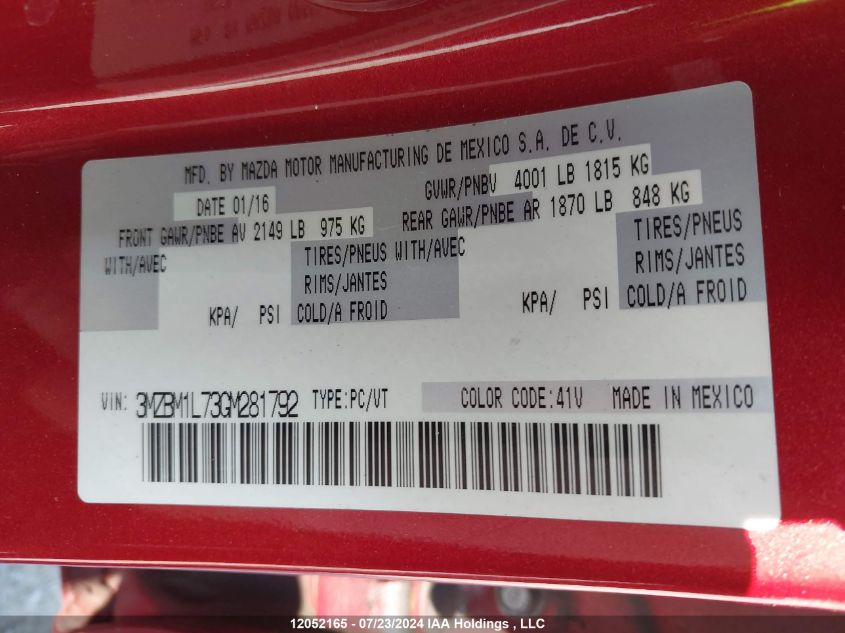 MFD. BY MAZDA MOTOR MANUFACTURING DE MEXICO S.A. DE C.V.
DATE 01/16 GVWR/PNBV 4001 LB 1815 KG
FRONT GAWR/PNBE AV 2149 LB 975 KG REAR GAWR/PNBE AR 1870 LB 848 KG
WITH/AVEC TIRES/PNEUS WITH/AVEC TIRES/PNEUS
RIMS/JANTES RIMS/JANTES
KPA/ PSI COLD/A FROID KPA/ PSI COLD/A FROID
VIN: 3MZBM1L73GM281792 TYPE:PC/VT COLOR CODE:41V MADE IN MEXICO
12052165 - 07/23/2024 IAA Holdings , LLC